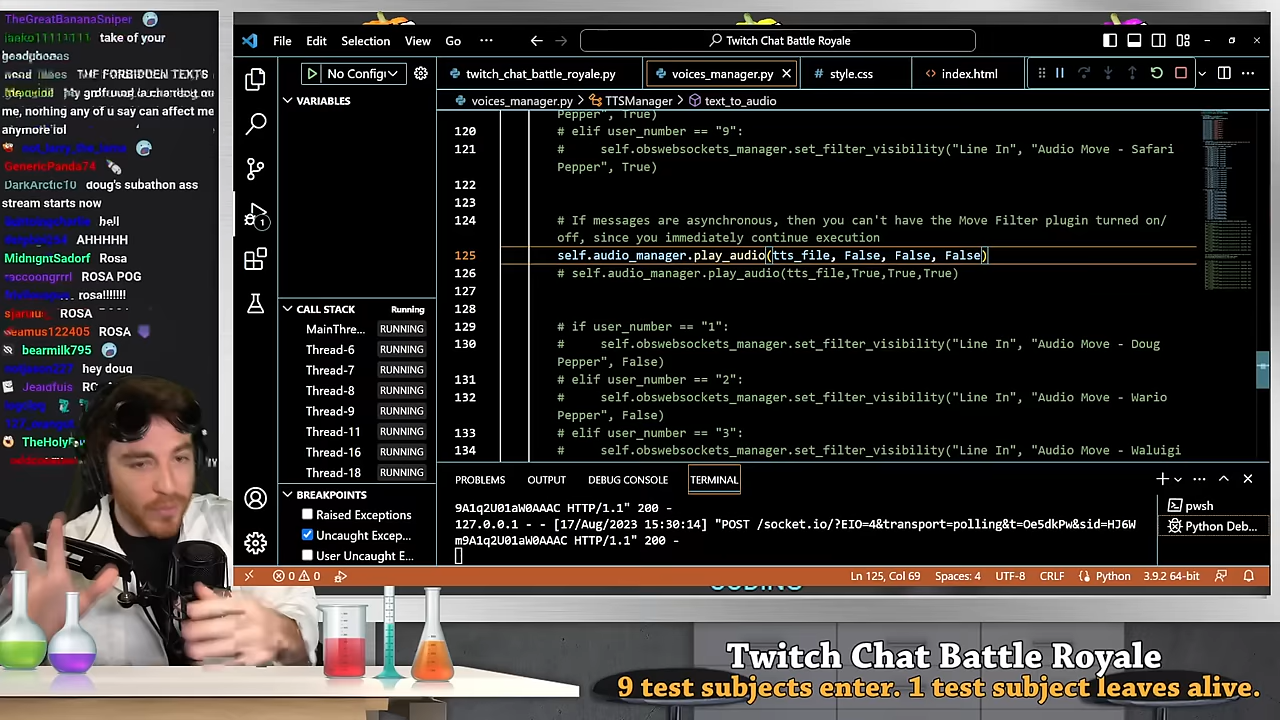 TheGreatBananaSniper
take of your
headphoas
THE FORBIDDEN TEXTS
me, nothing any of u say can affect me
anymore lol
GenericPanda74
DarkArctic10 doug's subathon ass
stream starts now
hell
AHHHHH
MidnightSadorf Rosa
ROSA POG
rosa!!!!!!!
ROSA
seamus122405 ROSA
bearmilk795
hey doug
File Edit Selection View Go ···
Twitch Chat Battle Royale
No Config
twitch_chat_battle_royale.py
voices_manager.py
style.css
index.html
voices_manager.py > TTSManager > text_to_audio
VARIABLES
CALL STACK Running
MainThre... RUNNING
Thread-6 RUNNING
Thread-7 RUNNING
Thread-8 RUNNING
Thread-9 RUNNING
Thread-11 RUNNING
Thread-16 RUNNING
Thread-18 RUNNING
BREAKPOINTS
Raised Exceptions
Uncaught Excep...
User Uncaught E...
1
Pepper", True)
120 # elif user_number == "9":
121 #     self.obswebsockets_manager.set_filter_visibility("Line In", "Audio Move - Safari
Pepper", True)
122
123
124 # If messages are asynchronous, then you can't have the Move Filter plugin turned on/
off, since you immediately continue execution
125 self.audio_manager.play_audio(tts_file, False, False, False)
126 # self.audio_manager.play_audio(tts_file,True,True,True)
127
128
129 # if user_number == "1":
130 #     self.obswebsockets_manager.set_filter_visibility("Line In", "Audio Move - Doug
Pepper", False)
131 # elif user_number == "2":
132 #     self.obswebsockets_manager.set_filter_visibility("Line In", "Audio Move - Wario
Pepper", False)
133 # elif user_number == "3":
134 #     self.obswebsockets_manager.set_filter_visibility("Line In", "Audio Move - Waluigi
PROBLEMS OUTPUT DEBUG CONSOLE TERMINAL
9A1q2U01aW0AAAC HTTP/1.1" 200 -
127.0.0.1 - - [17/Aug/2023 15:30:14] "POST /socket.io/?EIO=4&transport=polling&t=Oe5dkPw&sid=HJ6W
m9A1q2U01aW0AAAC HTTP/1.1" 200 -
pwsh
Python Deb...
0 0
Ln 125, Col 69 Spaces: 4 UTF-8 CRLF Python 3.9.2 64-bit
Twitch Chat Battle Royale
9 test subjects enter. 1 test subject leaves alive.